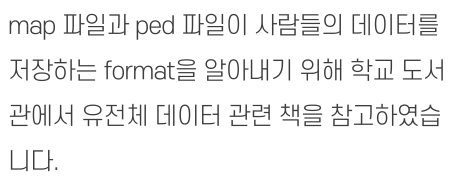 map 파일과 ped 파일이 사람들의 데이터를
저장하는 format을 알아내기 위해 학교 도서
관에서 유전체 데이터 관련 책을 참고하였습
니다.